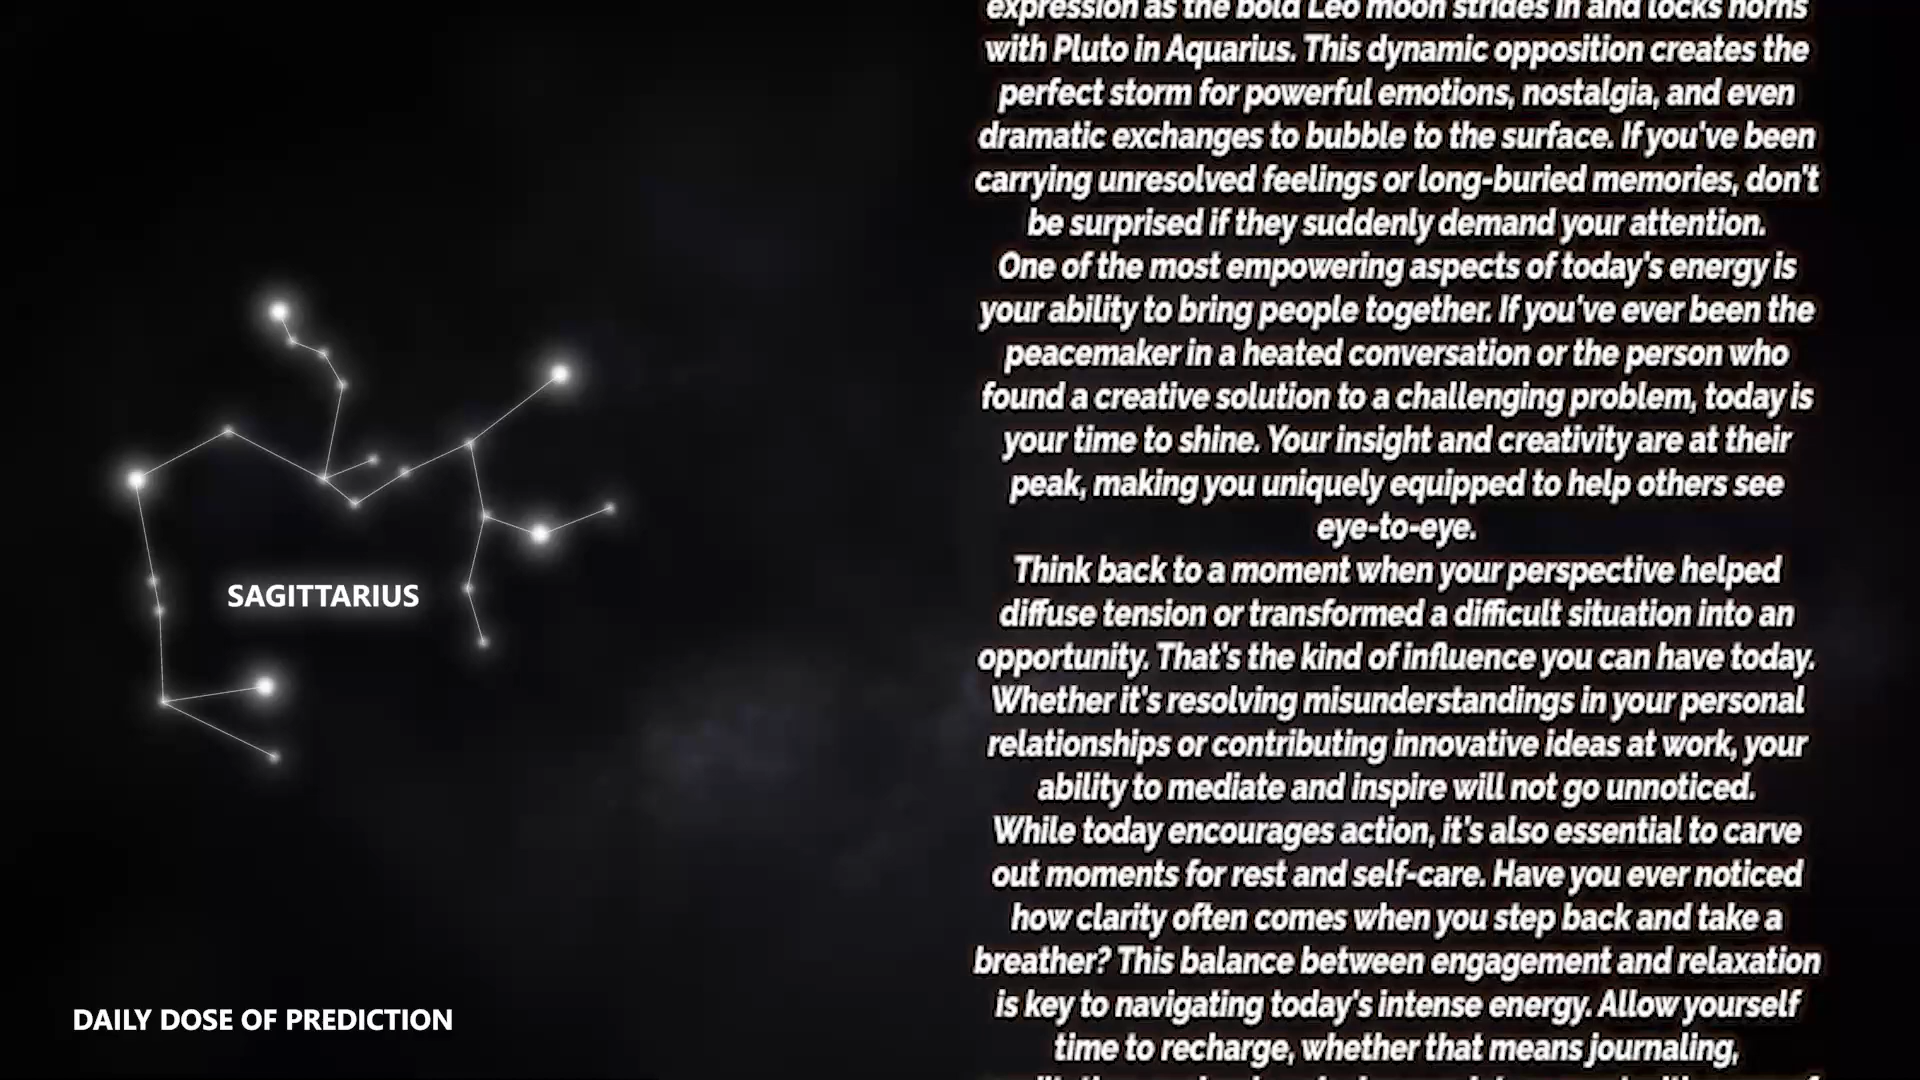 expression as the bold Leo moon strides in and locks horns
with Pluto in Aquarius. This dynamic opposition creates the
perfect storm for powerful emotions, nostalgia, and even
dramatic exchanges to bubble to the surface. If you've been
carrying unresolved feelings or long-buried memories, don't
be surprised if they suddenly demand your attention.
One of the most empowering aspects of today's energy is
your ability to bring people together. If you've ever been the
peacemaker in a heated conversation or the person who
found a creative solution to a challenging problem, today is
your time to shine. Your insight and creativity are at their
peak, making you uniquely equipped to help others see
eye-to-eye.
Think back to a moment when your perspective helped
diffuse tension or transformed a difficult situation into an
opportunity. That's the kind of influence you can have today.
Whether it's resolving misunderstandings in your personal
relationships or contributing innovative ideas at work, your
ability to mediate and inspire will not go unnoticed.
While today encourages action, it's also essential to carve
out moments for rest and self-care. Have you ever noticed
how clarity often comes when you step back and take a
breather? This balance between engagement and relaxation
is key to navigating today's intense energy. Allow yourself
time to recharge, whether that means journaling,
SAGITTARIUS
DAILY DOSE OF PREDICTION